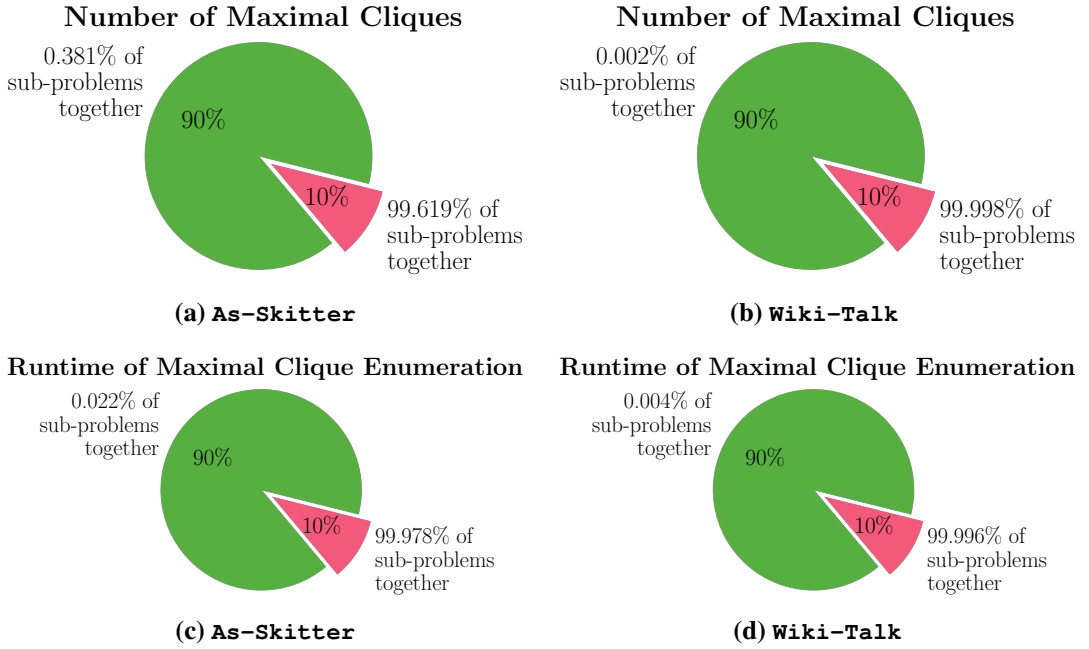 Number of Maximal Cliques
0.381% of
sub-problems
together
90%
10%
99.619% of
sub-problems
together
(a) As-Skitter
Number of Maximal Cliques
0.002% of
sub-problems
together
90%
10%
99.998% of
sub-problems
together
(b) Wiki-Talk
Runtime of Maximal Clique Enumeration
0.022% of
sub-problems
together
90%
10%
99.978% of
sub-problems
together
(c) As-Skitter
Runtime of Maximal Clique Enumeration
0.004% of
sub-problems
together
90%
10%
99.996% of
sub-problems
together
(d) Wiki-Talk